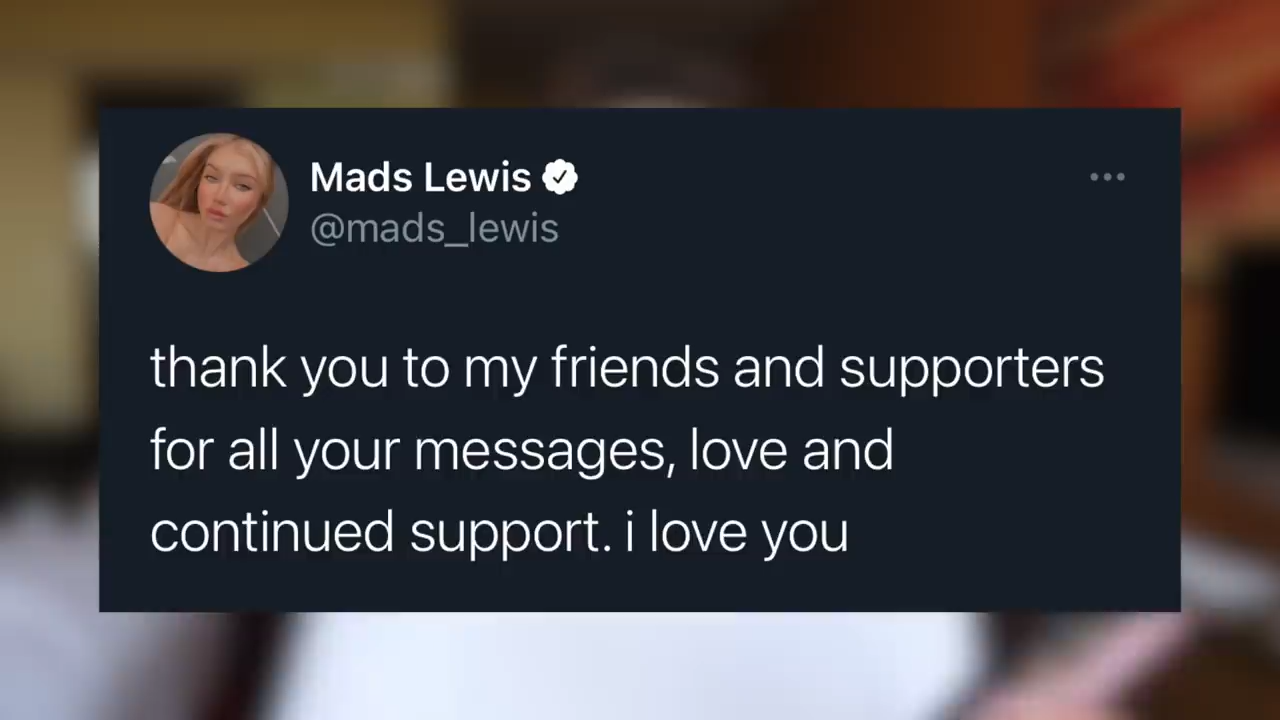 Mads Lewis
@mads_lewis
thank you to my friends and supporters
for all your messages, love and
continued support. i love you